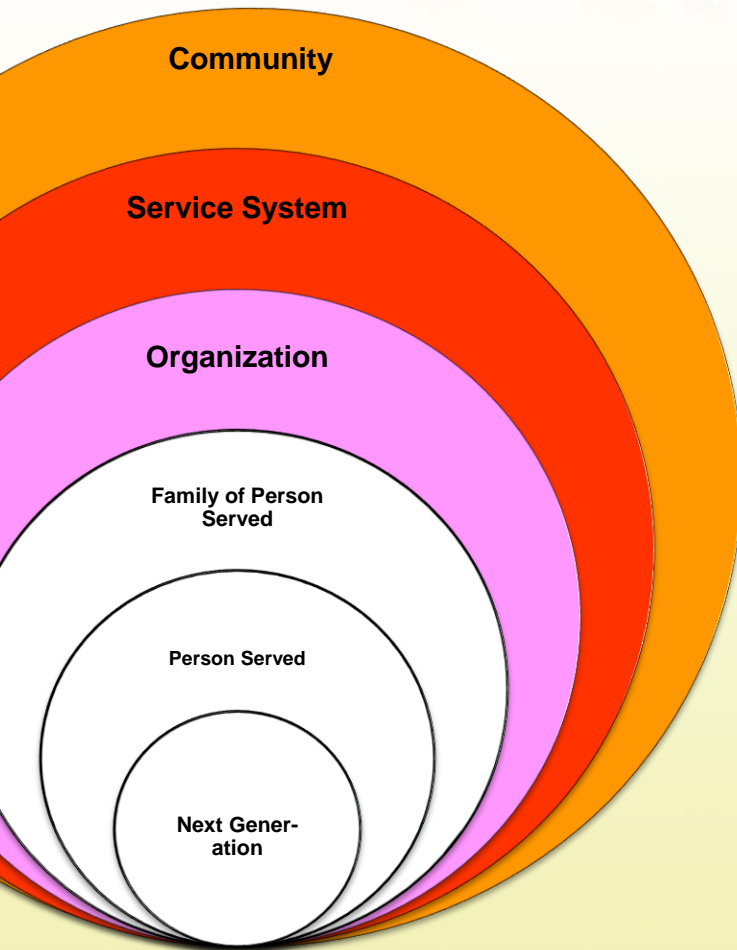 Community
Service System
Organization
Family of Person
Served
Person Served
Next Gener-
ation